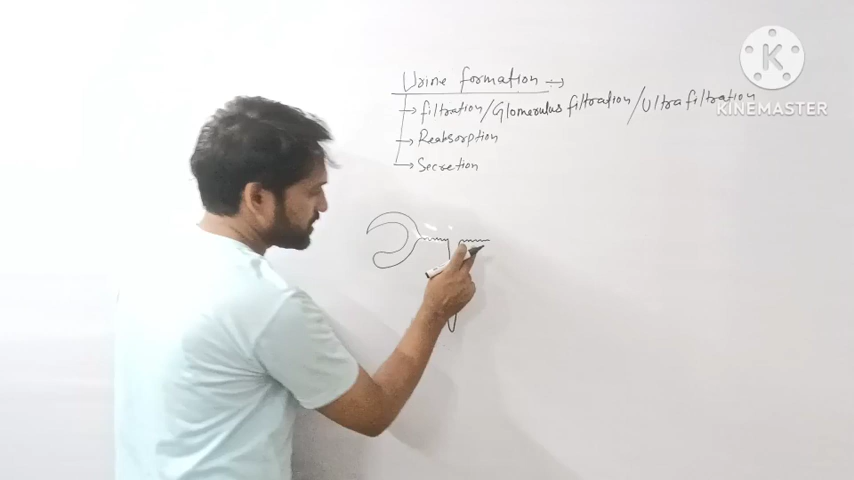 Urine formation →
→ filtration/Glomerulus filtration/Ultrafiltration
→ Reabsorption
→ Secretion
K
KINEMASTER